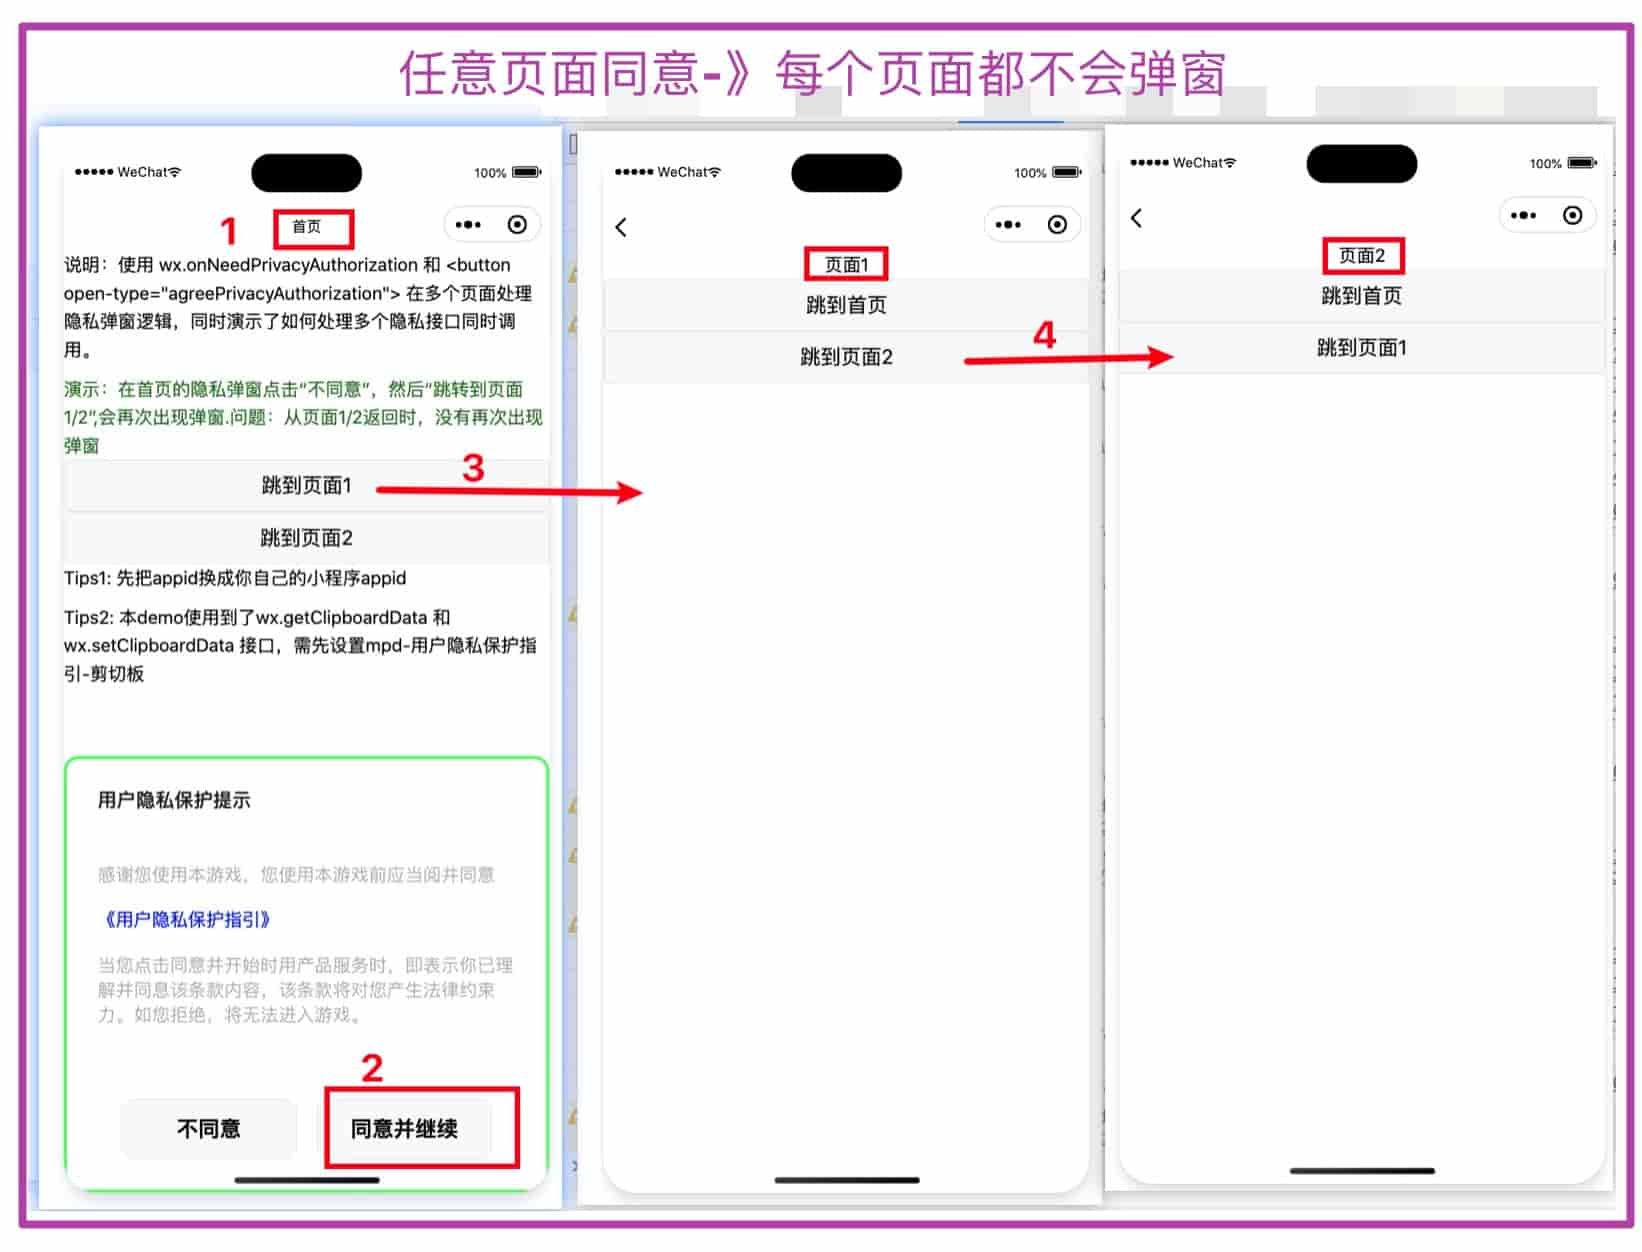 任意页面同意-》每个页面都不会弹窗
WeChat
100%
1
首页
说明：使用 wx.onNeedPrivacyAuthorization 和 <button
open-type="agreePrivacyAuthorization"> 在多个页面处理
隐私弹窗逻辑，同时演示了如何处理多个隐私接口同时调
用。
演示：在首页的隐私弹窗点击“不同意”，然后“跳转到页面
1/2”,会再次出现弹窗.问题：从页面1/2返回时，没有再次出现
弹窗
3
跳到页面1
跳到页面2
Tips1: 先把appid换成你自己的小程序appid
Tips2: 本demo使用到了wx.getClipboardData 和
wx.setClipboardData 接口，需先设置mpd-用户隐私保护指
引-剪切板
用户隐私保护提示
感谢您使用本游戏，您使用本游戏前应当阅井同意
《用户隐私保护指引》
当您点击同意并开始时用产品服务时，即表示你已理
解并同息该条款内容，该条款将对您产生法律约束
力。如您拒绝，将无法进入游戏。
2
不同意
同意并继续
WeChat
100%
页面1
跳到首页
4
跳到页面2
WeChat
100%
页面2
跳到首页
跳到页面1